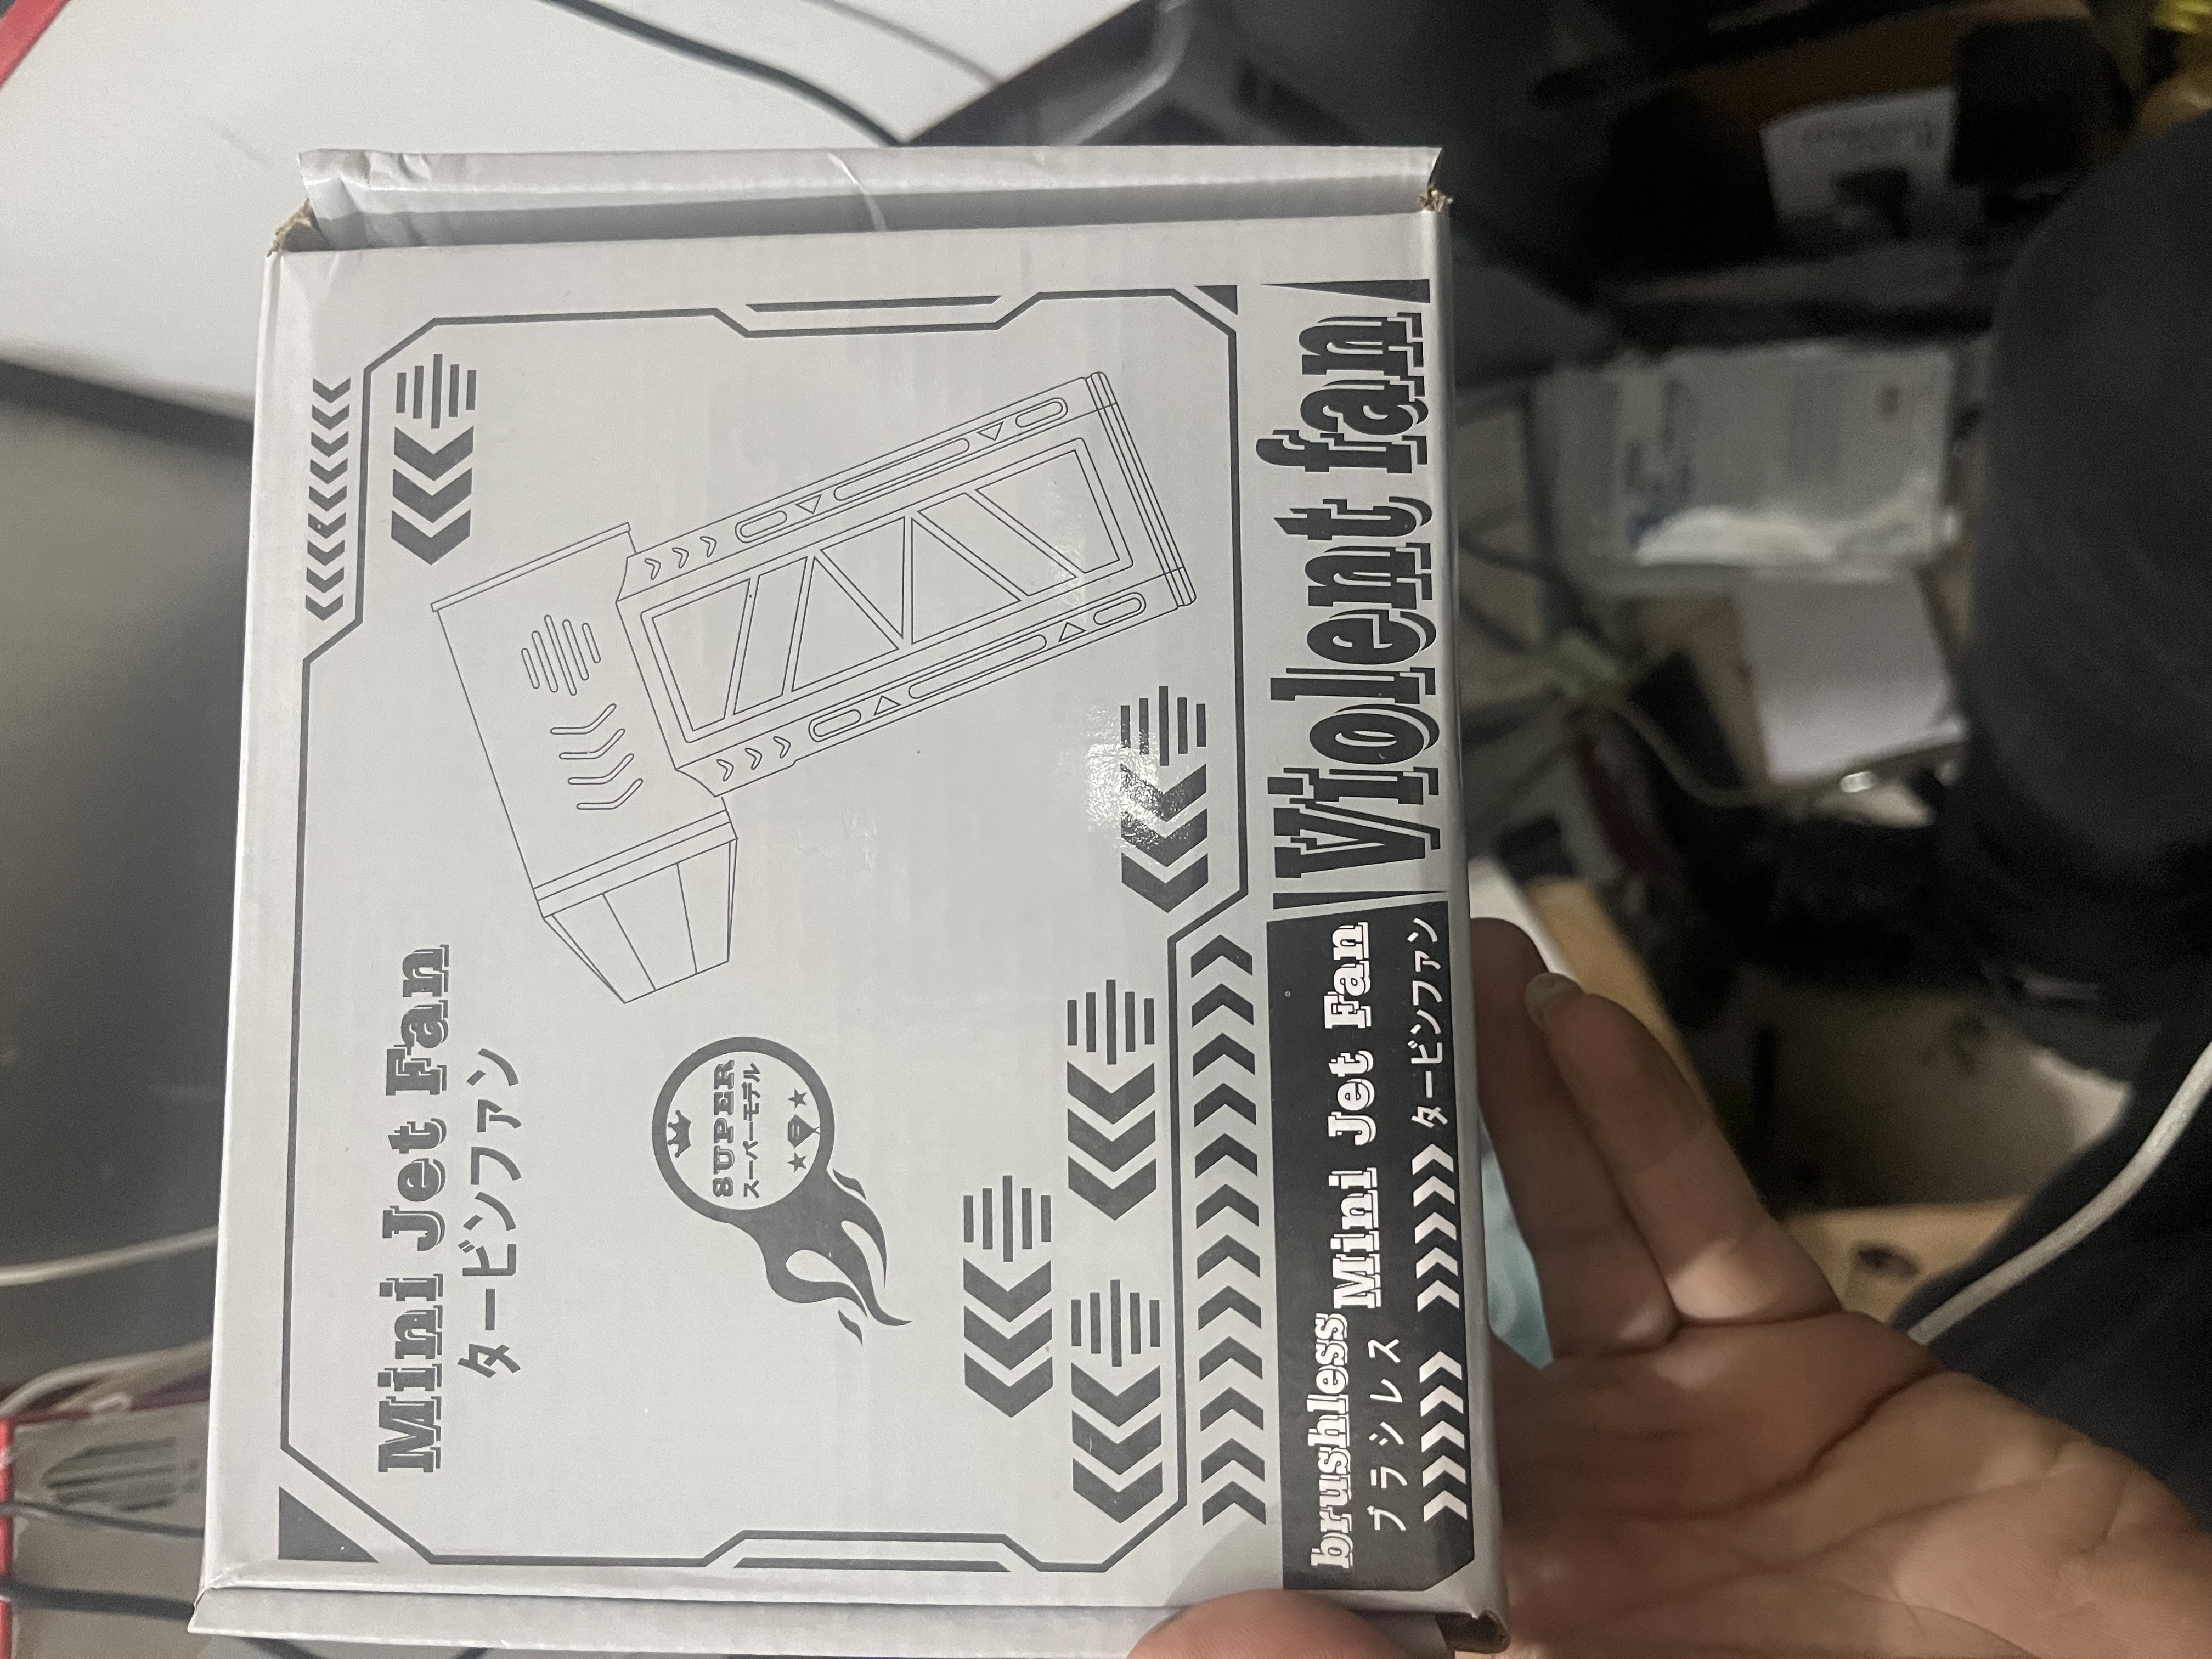 Mini Jet Fan
タービンファン
SUPER
スーパーモデル
brushless Mini Jet Fan
ブラシレス タービンファン
Violent fan